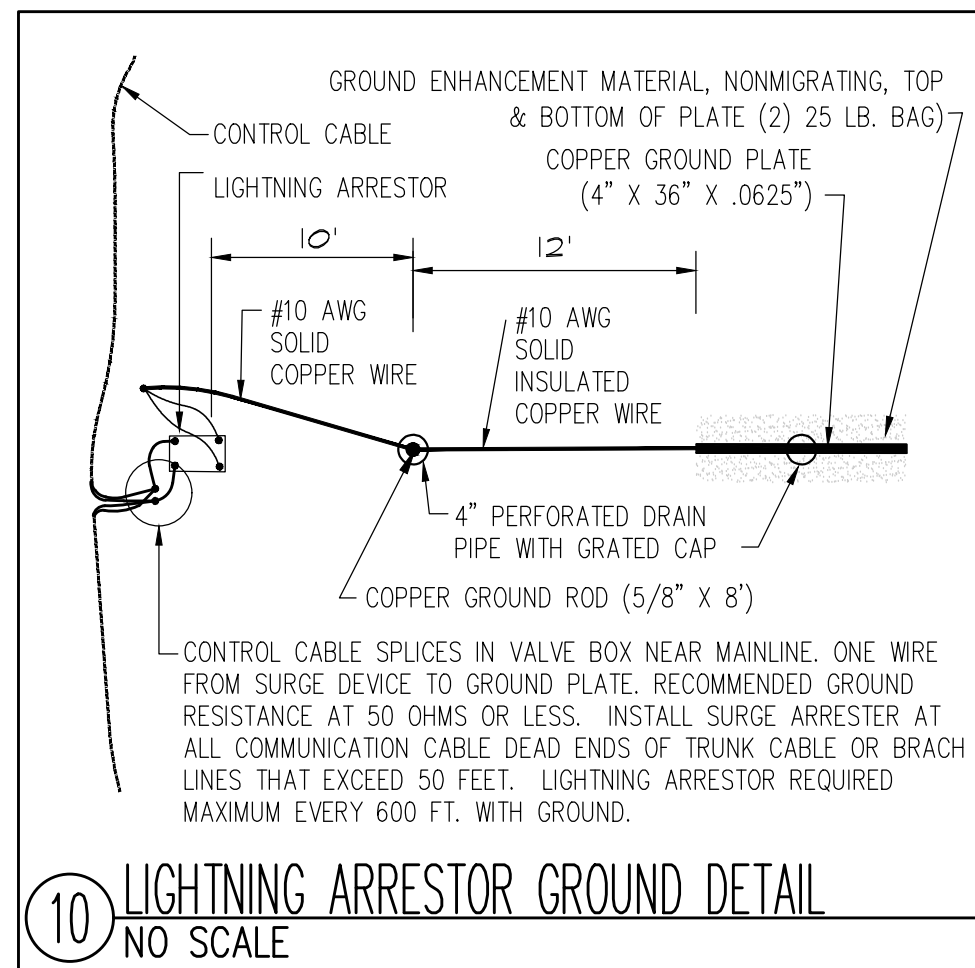 GROUND ENHANCEMENT MATERIAL, NONMIGRATING, TOP
& BOTTOM OF PLATE (2) 25 LB. BAG)
CONTROL CABLE
COPPER GROUND PLATE
(4" X 36" X .0625")
LIGHTNING ARRESTOR
10'
12'
#10 AWG
SOLID
COPPER WIRE
#10 AWG
SOLID
INSULATED
COPPER WIRE
4" PERFORATED DRAIN
PIPE WITH GRATED CAP
COPPER GROUND ROD (5/8" X 8')
CONTROL CABLE SPLICES IN VALVE BOX NEAR MAINLINE. ONE WIRE
FROM SURGE DEVICE TO GROUND PLATE. RECOMMENDED GROUND
RESISTANCE AT 50 OHMS OR LESS. INSTALL SURGE ARRESTER AT
ALL COMMUNICATION CABLE DEAD ENDS OF TRUNK CABLE OR BRACH
LINES THAT EXCEED 50 FEET. LIGHTNING ARRESTOR REQUIRED
MAXIMUM EVERY 600 FT. WITH GROUND.
10 LIGHTNING ARRESTOR GROUND DETAIL
NO SCALE